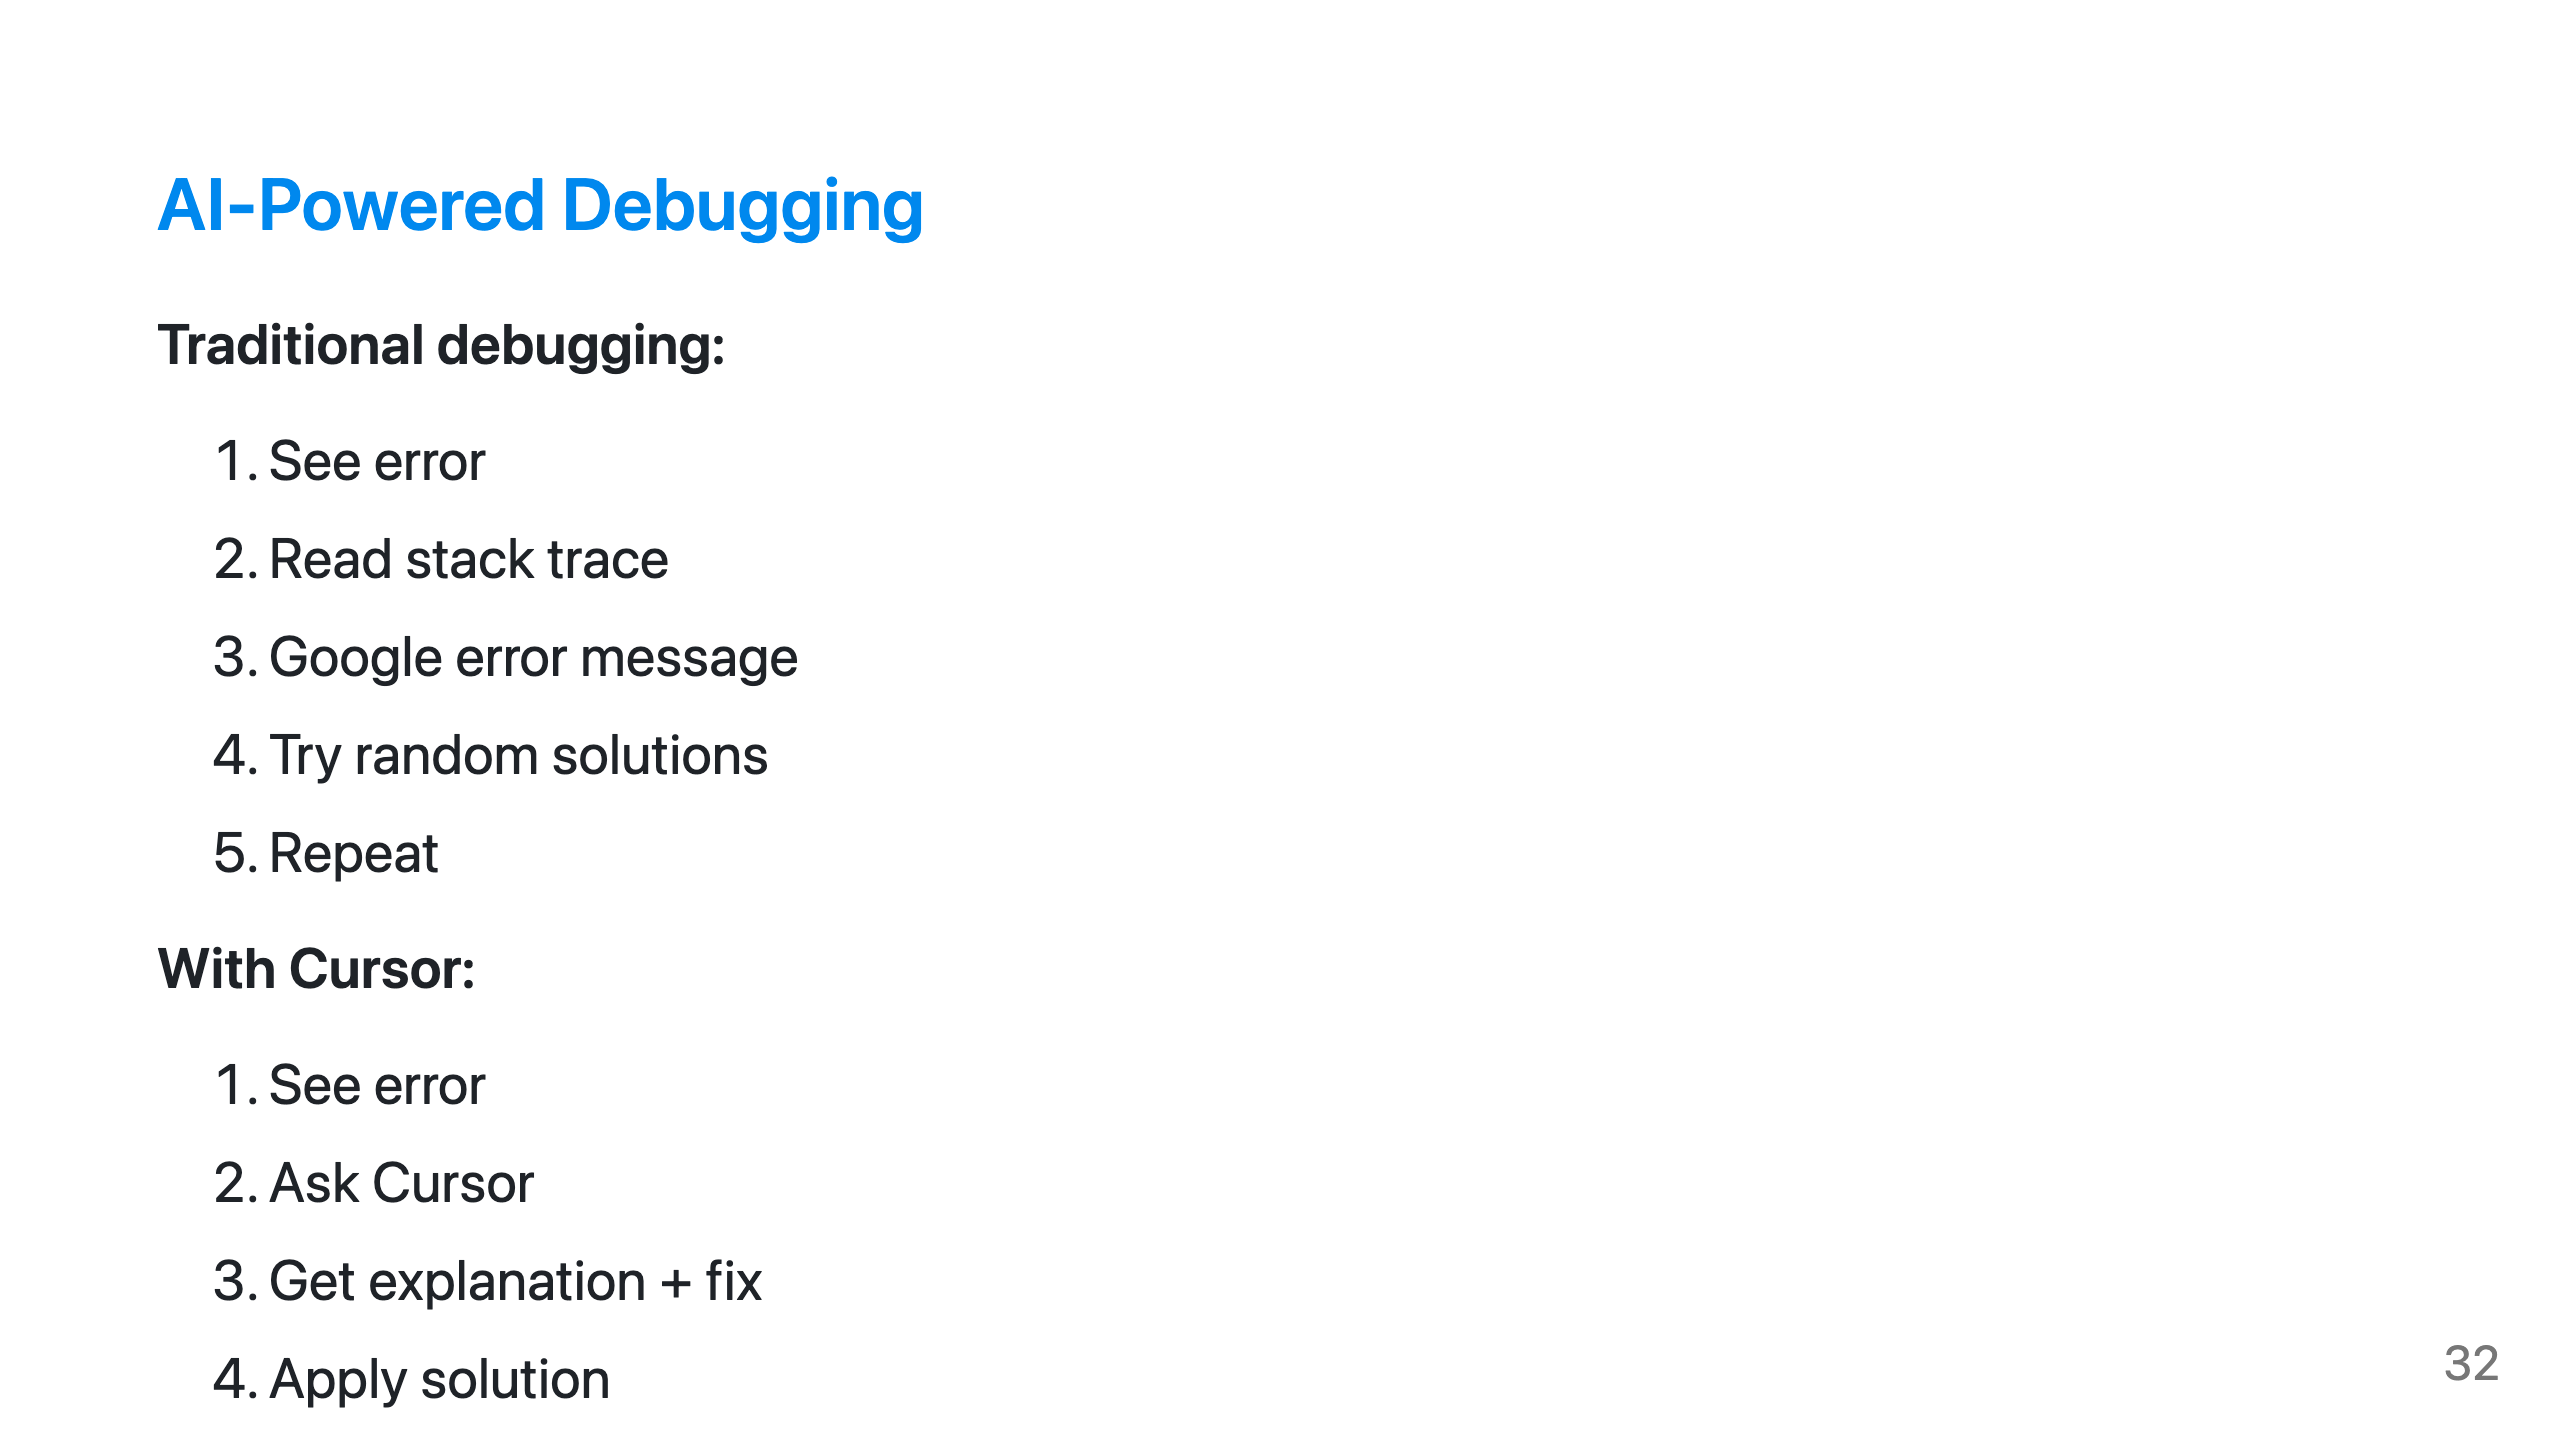 AI-Powered Debugging
Traditional debugging:
1. See error
2. Read stack trace
3. Google error message
4. Try random solutions
5. Repeat
With Cursor:
1. See error
2. Ask Cursor
3. Get explanation + fix
4. Apply solution
32